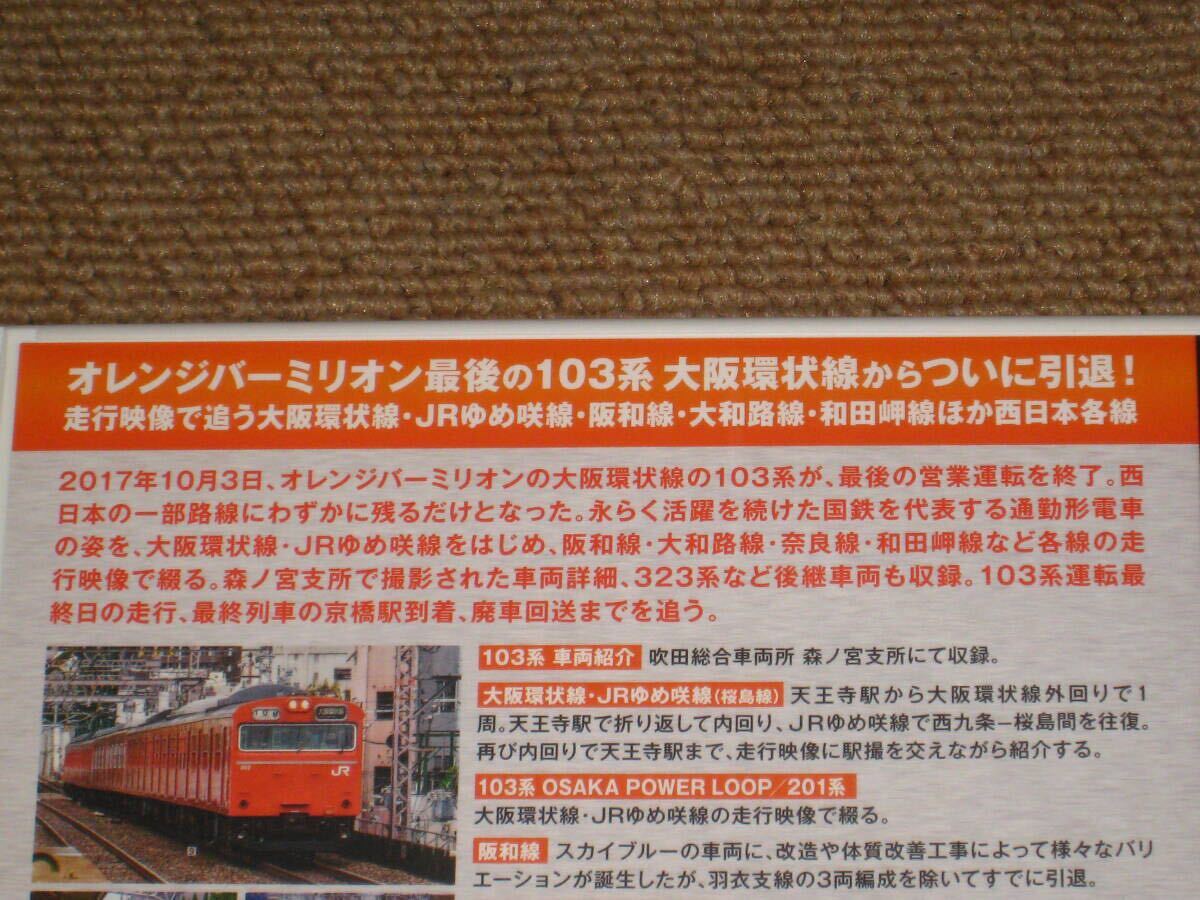 オレンジバーミリオン最後の103系 大阪環状線からついに引退!
走行映像で追う大阪環状線・JRゆめ咲線・阪和線・大和路線・和田岬線ほか西日本各線
2017年10月3日、オレンジバーミリオンの大阪環状線の103系が、最後の営業運転を終了。西
日本の一部路線にわずかに残るだけとなった。永らく活躍を続けた国鉄を代表する通勤形電車
の姿を、大阪環状線・JRゆめ咲線をはじめ、阪和線・大和路線・奈良線・和田岬線など各線の走
行映像で綴る。森ノ宮支所で撮影された車両詳細、323系など後継車両も収録。103系運転最
終日の走行、最終列車の京橋駅到着、廃車回送までを追う。
103系 車両紹介 吹田総合車両所 森ノ宮支所にて収録。
大阪環状線・JRゆめ咲線(桜島線) 天王寺駅から大阪環状線外回りで1
周。天王寺駅で折り返して内回り、JRゆめ咲線で西九条−桜島間を往復。
再び内回りで天王寺駅まで、走行映像に駅撮を交えながら紹介する。
103系 OSAKA POWER LOOP/201系
大阪環状線・JRゆめ咲線の走行映像で綴る。
阪和線 スカイブルーの車両に、改造や体質改善工事によって様々なバリ
エーションが誕生したが、羽衣支線の3両編成を除いてすでに引退。
JR